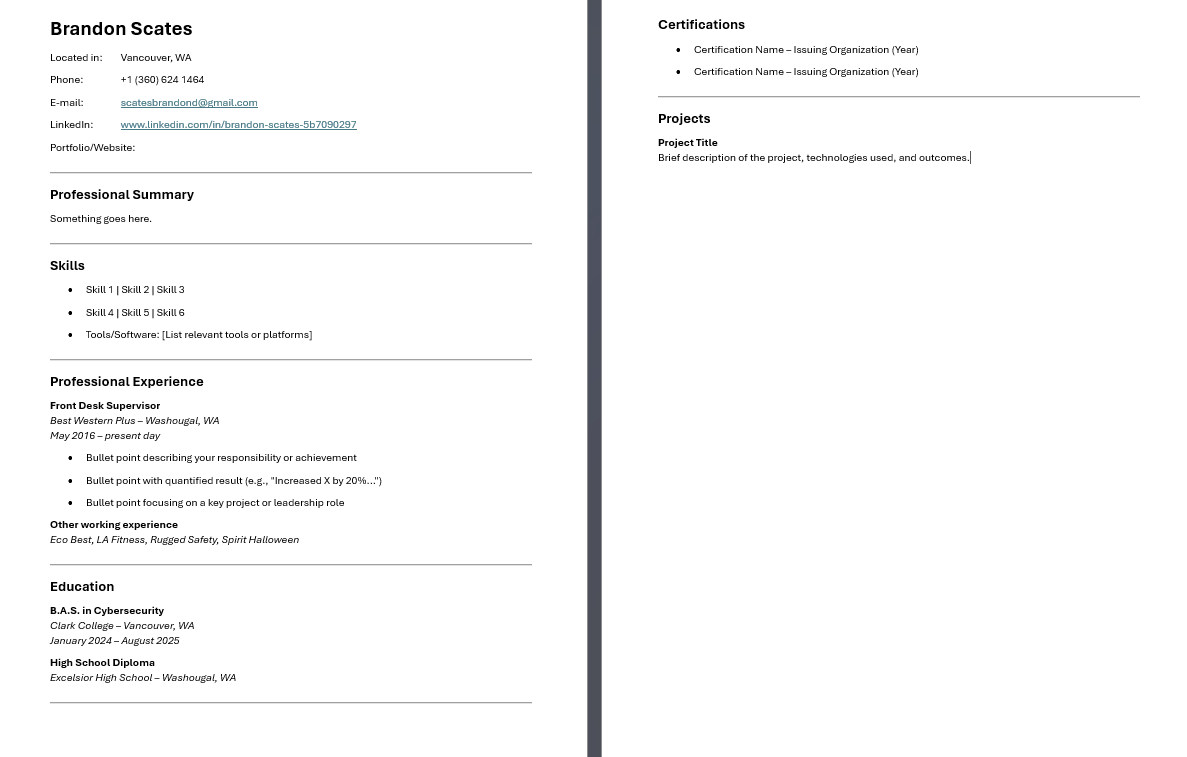 Brandon Scates
Located in: Vancouver, WA
Phone: +1 (360) 624 1464
E-mail: scatesbrandond@gmail.com
LinkedIn: www.linkedin.com/in/brandon-scates-5b7090297
Portfolio/Website:
Professional Summary
Something goes here.
Skills
• Skill 1 | Skill 2 | Skill 3
• Skill 4 | Skill 5 | Skill 6
• Tools/Software: [List relevant tools or platforms]
Professional Experience
Front Desk Supervisor
Best Western Plus – Washougal, WA
May 2016 – present day
• Bullet point describing your responsibility or achievement
• Bullet point with quantified result (e.g., "Increased X by 20%...")
• Bullet point focusing on a key project or leadership role
Other working experience
Eco Best, LA Fitness, Rugged Safety, Spirit Halloween
Education
B.A.S. in Cybersecurity
Clark College – Vancouver, WA
January 2024 – August 2025
High School Diploma
Excelsior High School – Washougal, WA
Certifications
• Certification Name – Issuing Organization (Year)
• Certification Name – Issuing Organization (Year)
Projects
Project Title
Brief description of the project, technologies used, and outcomes.